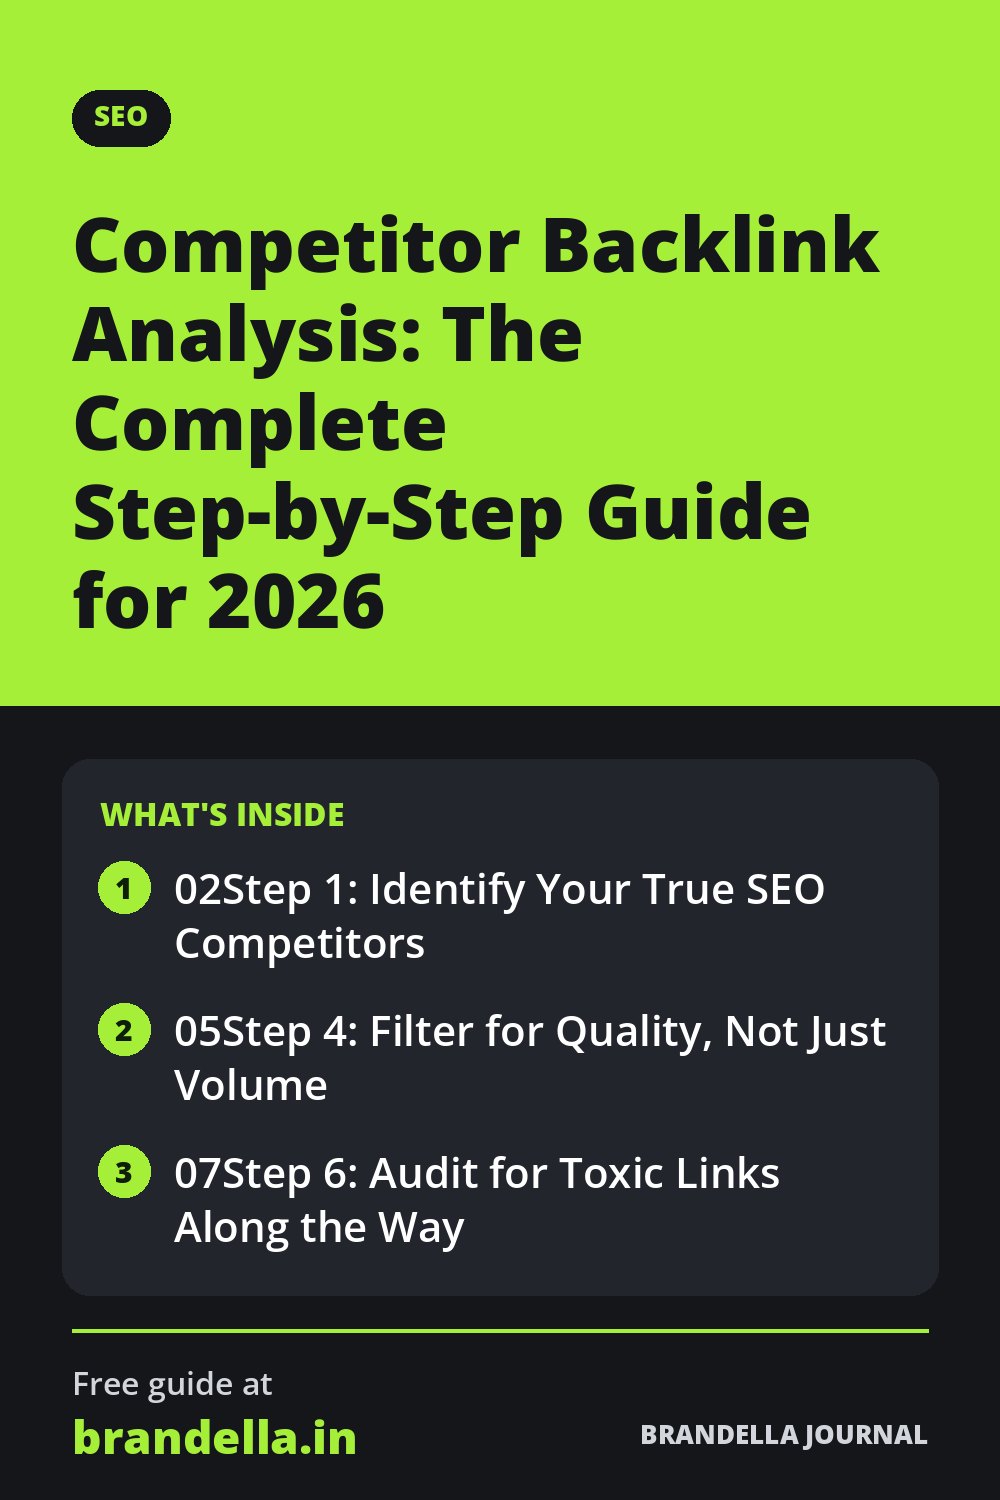 SEO
Competitor Backlink
Analysis: The
Complete
Step-by-Step Guide
for 2026
WHAT'S INSIDE
1 02Step 1: Identify Your True SEO
Competitors
2 05Step 4: Filter for Quality, Not Just
Volume
3 07Step 6: Audit for Toxic Links
Along the Way
Free guide at
brandella.in
BRANDELLA JOURNAL